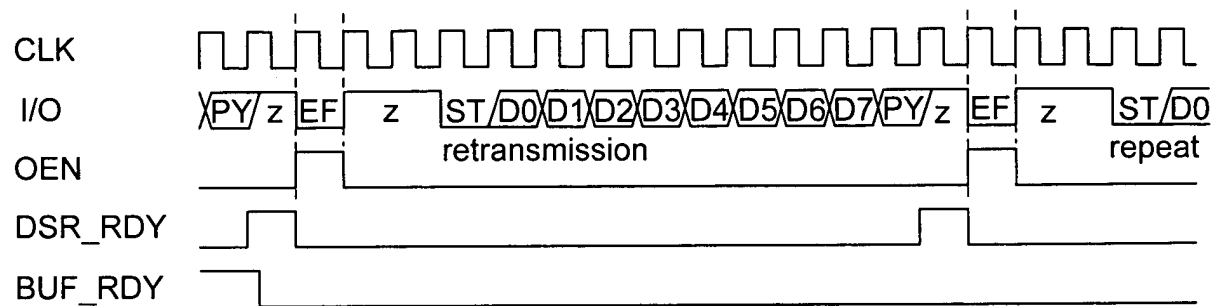 CLK
I/O PY z EF z ST D0 D1 D2 D3 D4 D5 D6 D7 PY z EF z ST D0
retransmission repeat
OEN
DSR_RDY
BUF_RDY